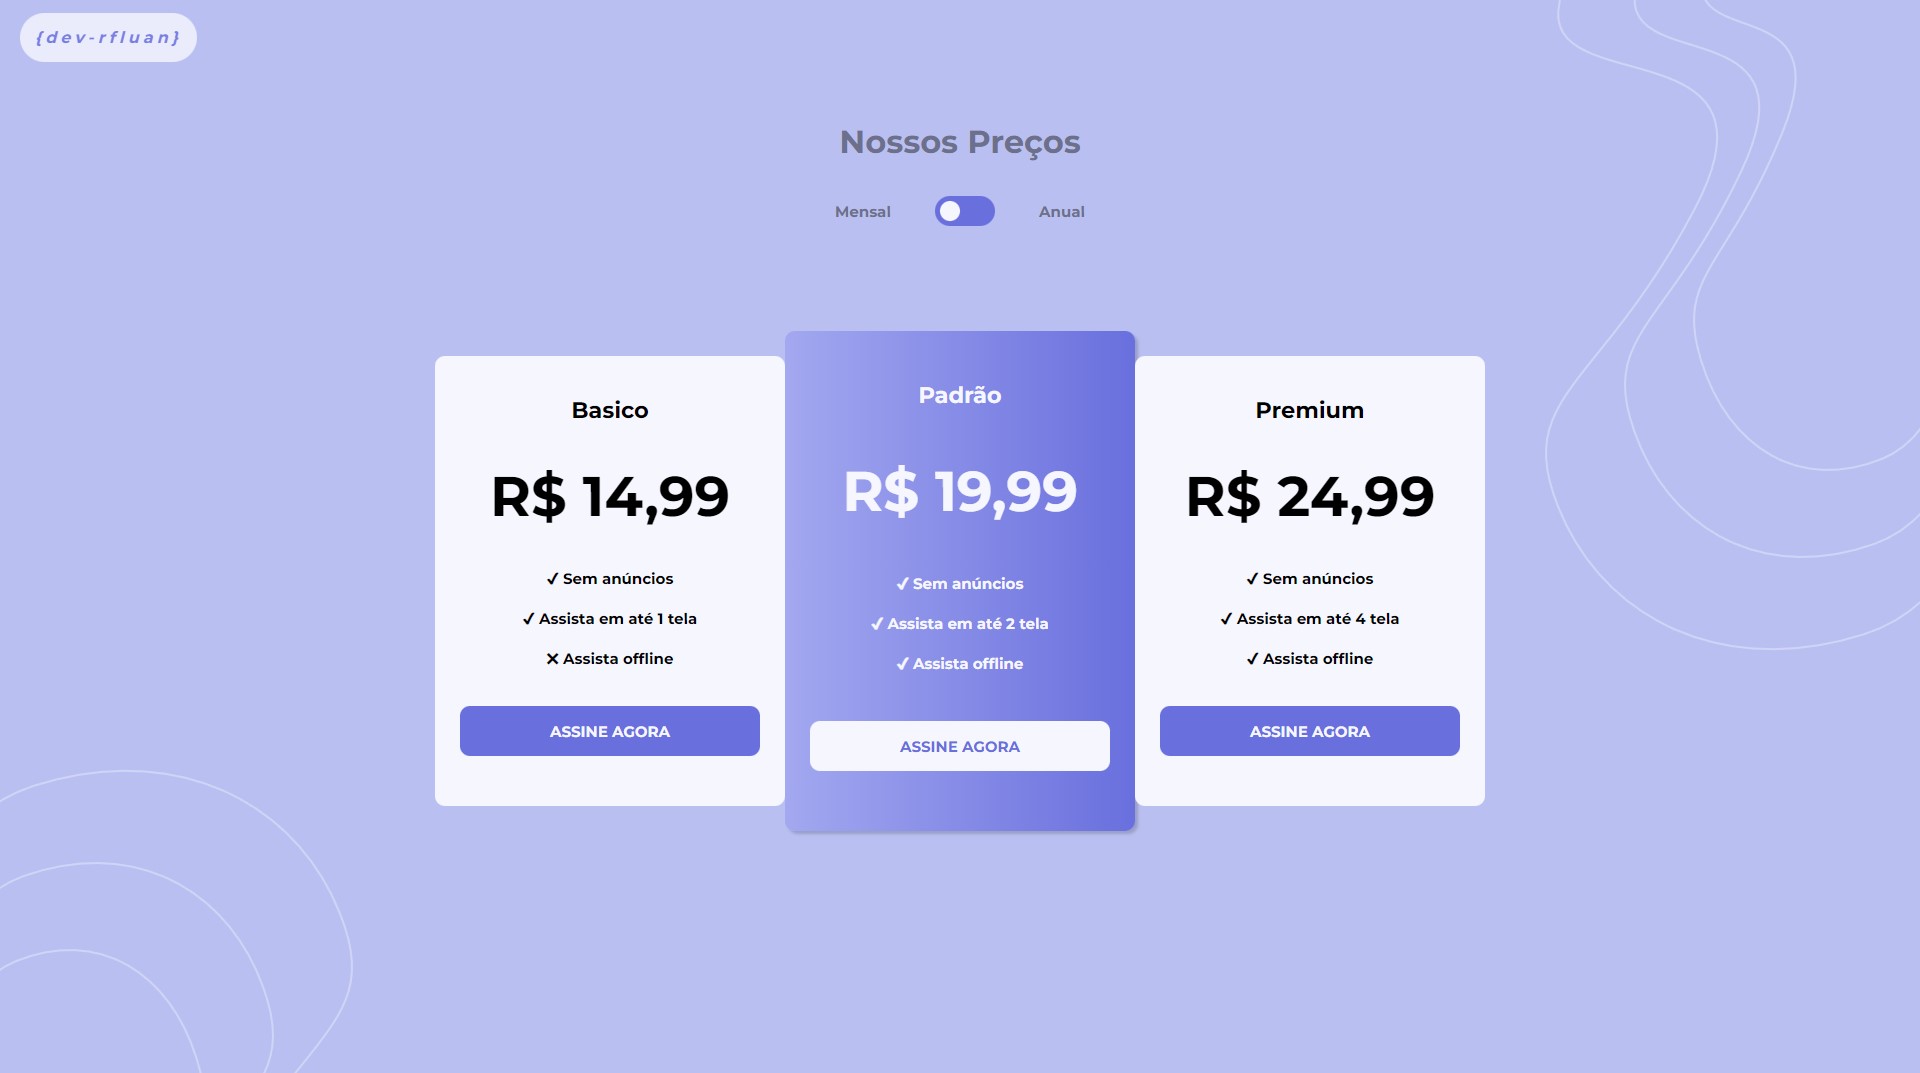 {dev-rfluan}
Nossos Preços
Mensal
Anual
Basico
R$ 14,99
✓ Sem anúncios
✓ Assista em até 1 tela
✕ Assista offline
ASSINE AGORA
Padrão
R$ 19,99
✓ Sem anúncios
✓ Assista em até 2 tela
✓ Assista offline
ASSINE AGORA
Premium
R$ 24,99
✓ Sem anúncios
✓ Assista em até 4 tela
✓ Assista offline
ASSINE AGORA